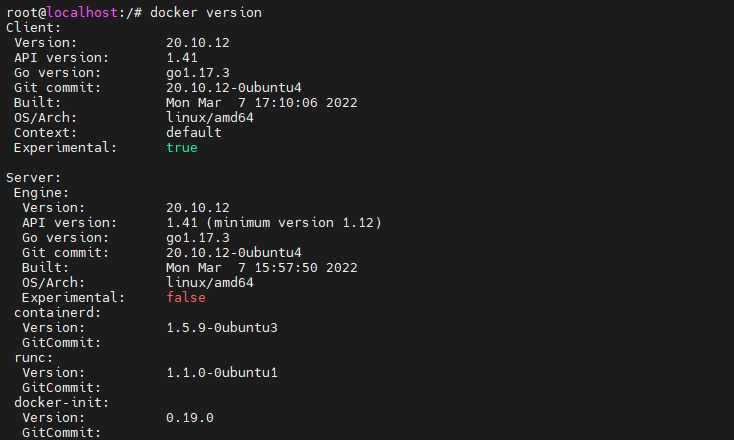 root@localhost:/# docker version
Client:
 Version:           20.10.12
 API version:       1.41
 Go version:        go1.17.3
 Git commit:        20.10.12-0ubuntu4
 Built:             Mon Mar  7 17:10:06 2022
 OS/Arch:           linux/amd64
 Context:           default
 Experimental:      true

Server:
 Engine:
  Version:          20.10.12
  API version:      1.41 (minimum version 1.12)
  Go version:       go1.17.3
  Git commit:       20.10.12-0ubuntu4
  Built:            Mon Mar  7 15:57:50 2022
  OS/Arch:          linux/amd64
  Experimental:     false
 containerd:
  Version:          1.5.9-0ubuntu3
  GitCommit:
 runc:
  Version:          1.1.0-0ubuntu1
  GitCommit:
 docker-init:
  Version:          0.19.0
  GitCommit: